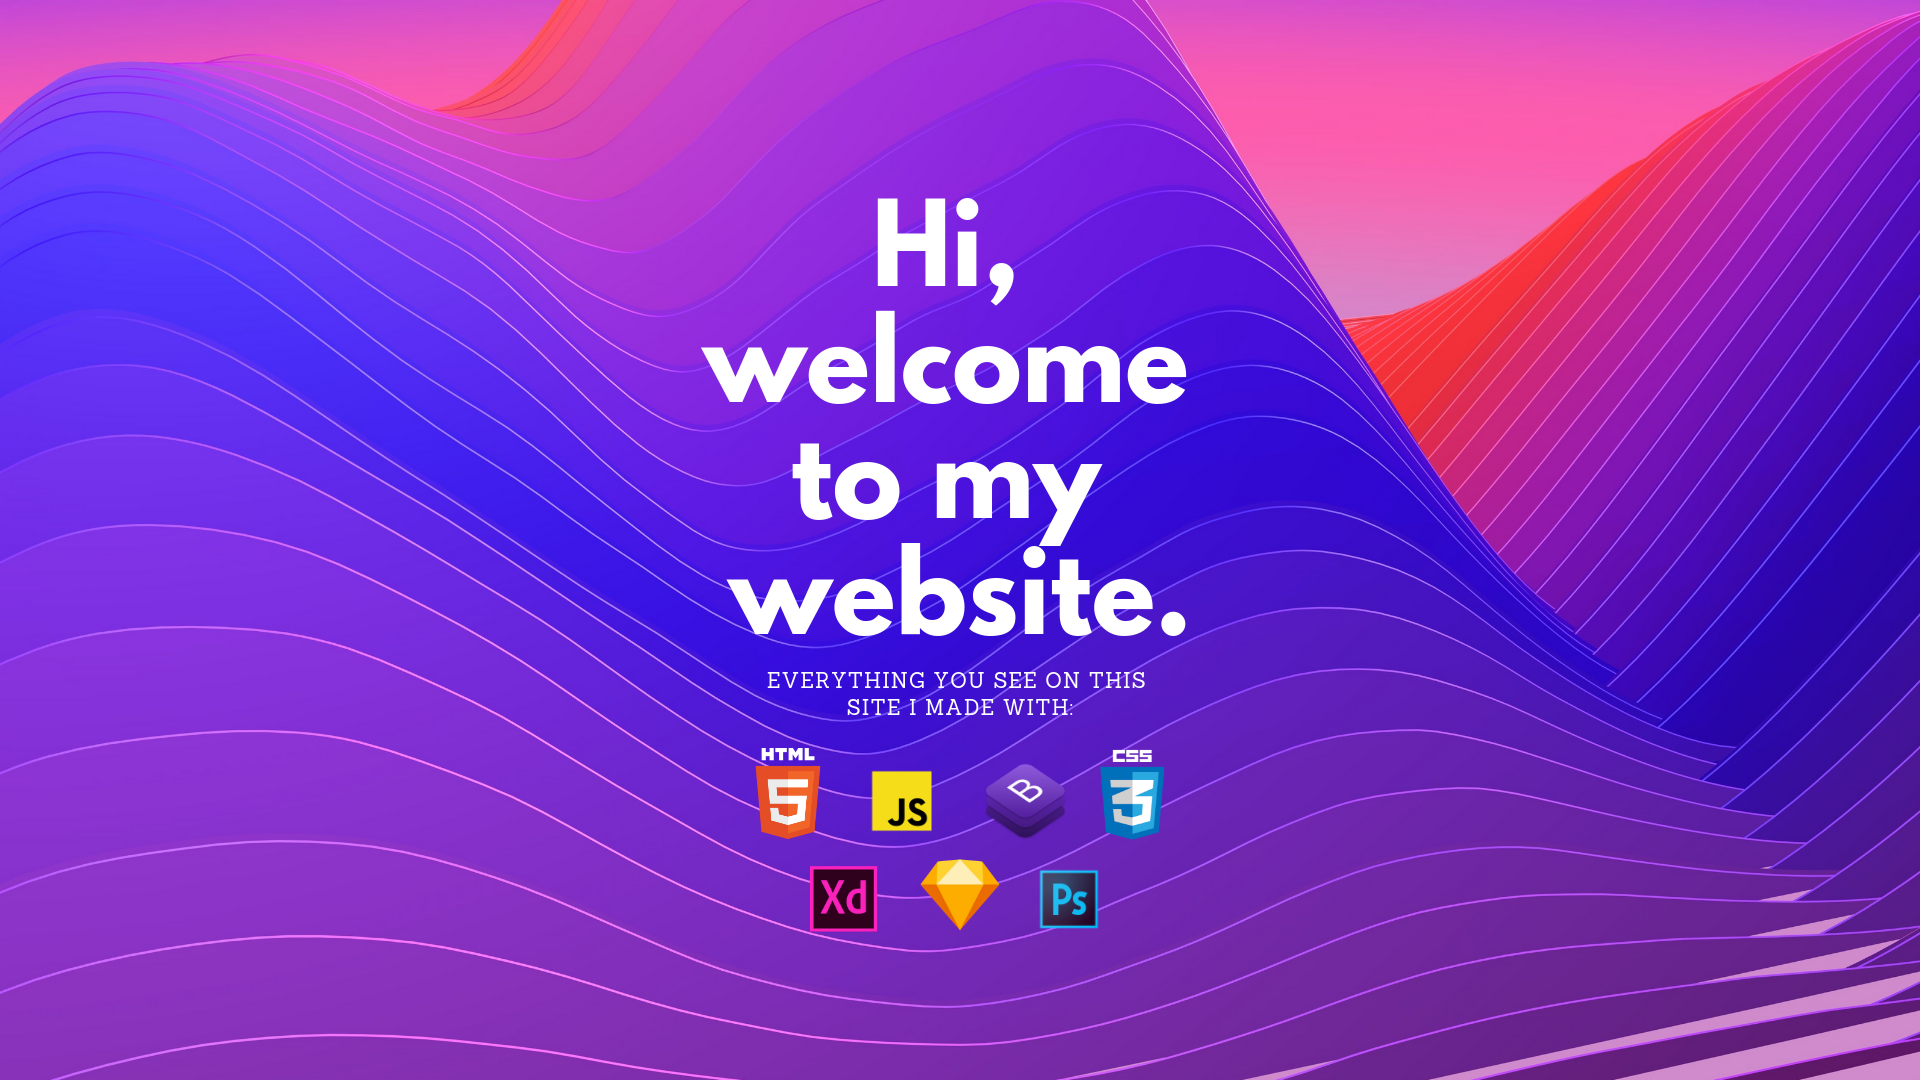 Hi,
welcome
to my
website.
EVERYTHING YOU SEE ON THIS
SITE I MADE WITH:
HTML
CSS
5
JS
B
3
Xd
Ps